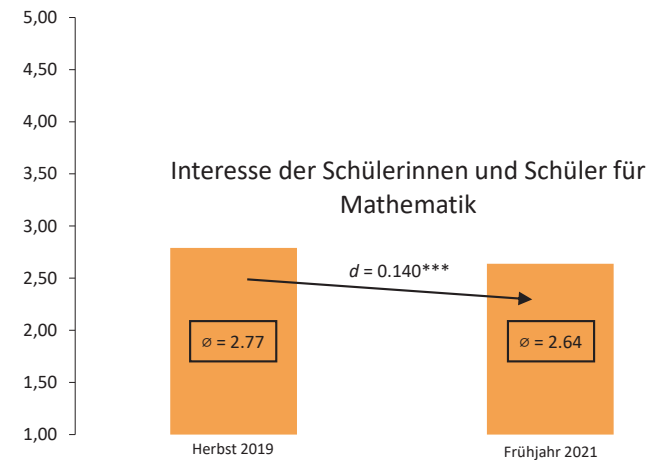 5,00
4,50
4,00
3,50
Interesse der Schülerinnen und Schüler für
Mathematik
3,00
2,50
d = 0.140***
2,00
⌀ = 2.77
⌀ = 2.64
1,50
1,00
Herbst 2019
Frühjahr 2021